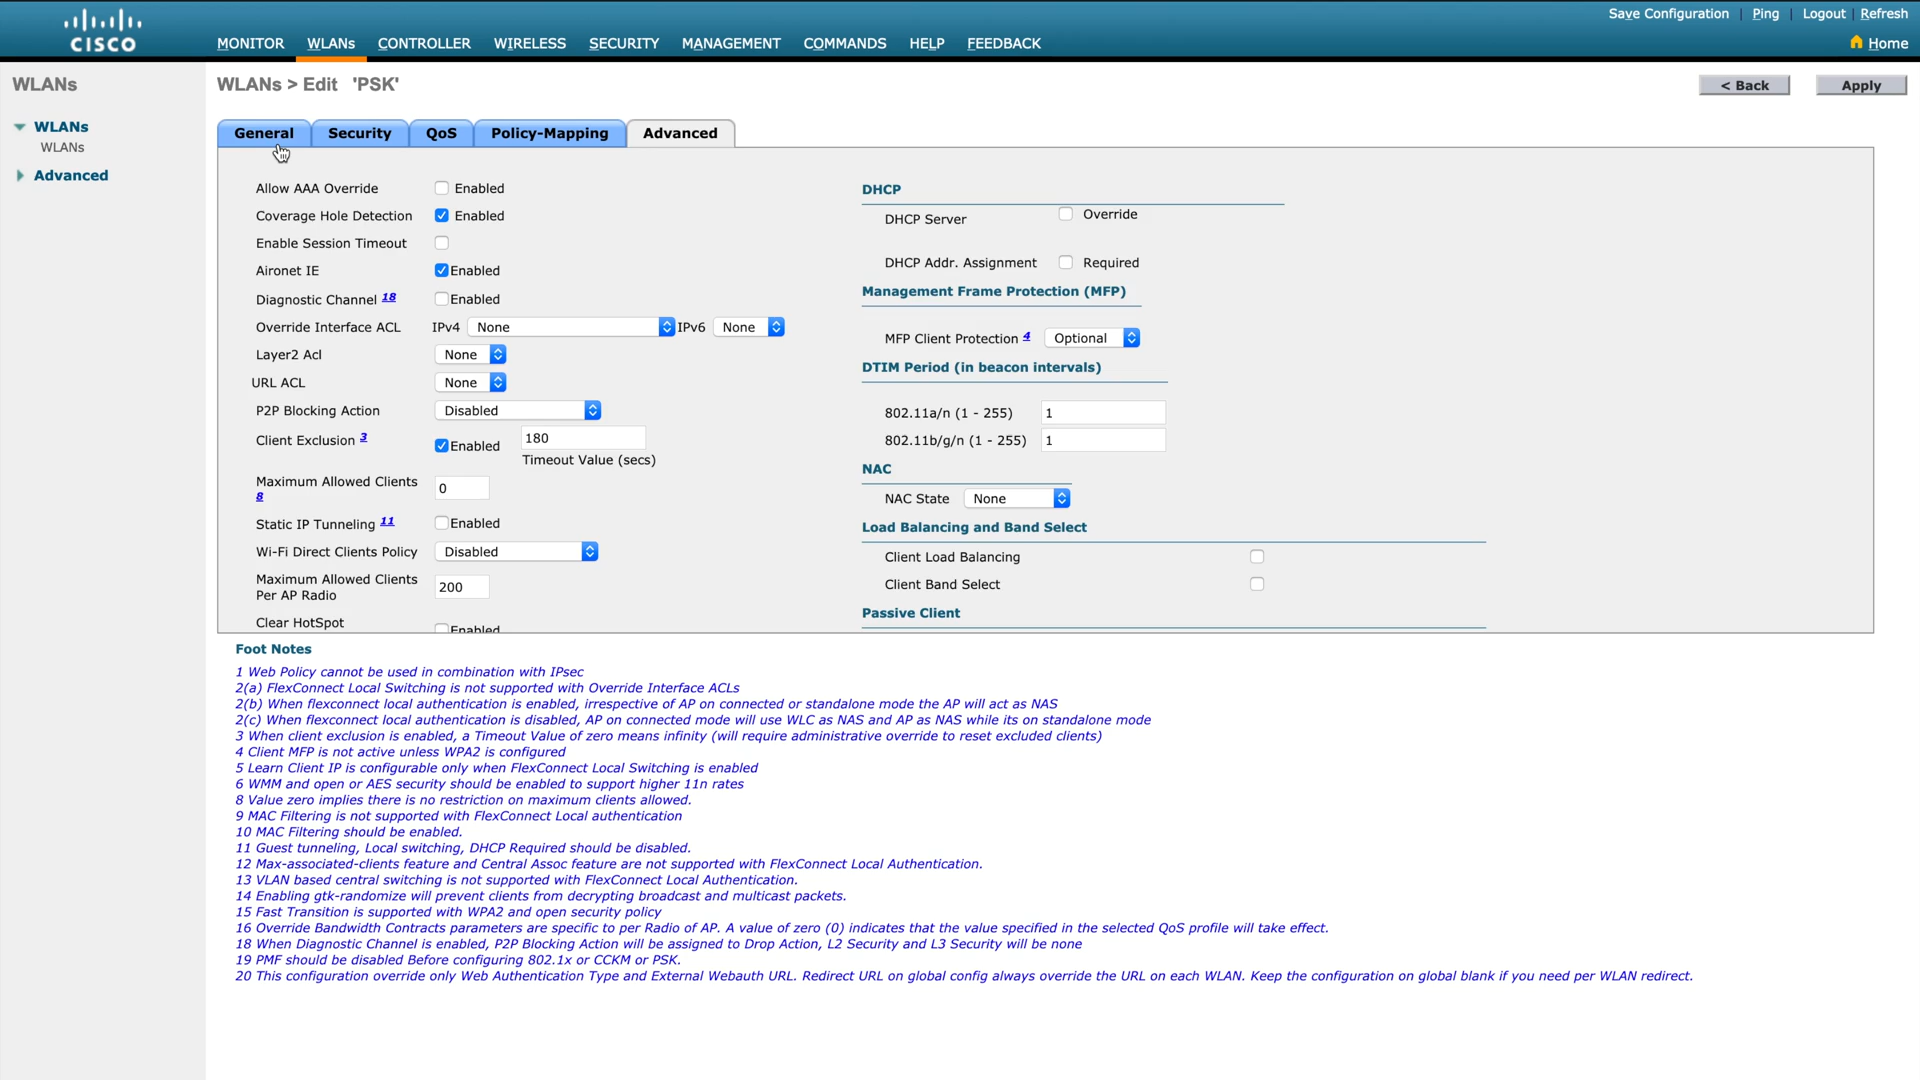 Save Configuration | Ping | Logout | Refresh
CISCO
MONITOR WLANs CONTROLLER WIRELESS SECURITY MANAGEMENT COMMANDS HELP FEEDBACK
Home
WLANs
WLANs
WLANs
Advanced
WLANs > Edit 'PSK'
< Back
Apply
General
Security
QoS
Policy-Mapping
Advanced
Allow AAA Override Enabled
Coverage Hole Detection Enabled
Enable Session Timeout
Aironet IE Enabled
Diagnostic Channel 18 Enabled
Override Interface ACL IPv4 None IPv6 None
Layer2 Acl None
URL ACL None
P2P Blocking Action Disabled
Client Exclusion 3 Enabled 180
Timeout Value (secs)
Maximum Allowed Clients
8 0
Static IP Tunneling 11 Enabled
Wi-Fi Direct Clients Policy Disabled
Maximum Allowed Clients
Per AP Radio 200
Clear HotSpot
Enabled
DHCP
DHCP Server Override
DHCP Addr. Assignment Required
Management Frame Protection (MFP)
MFP Client Protection 4 Optional
DTIM Period (in beacon intervals)
802.11a/n (1 - 255) 1
802.11b/g/n (1 - 255) 1
NAC
NAC State None
Load Balancing and Band Select
Client Load Balancing
Client Band Select
Passive Client
Foot Notes
1 Web Policy cannot be used in combination with IPsec
2(a) FlexConnect Local Switching is not supported with Override Interface ACLs
2(b) When flexconnect local authentication is enabled, irrespective of AP on connected or standalone mode the AP will act as NAS
2(c) When flexconnect local authentication is disabled, AP on connected mode will use WLC as NAS and AP as NAS while its on standalone mode
3 When client exclusion is enabled, a Timeout Value of zero means infinity (will require administrative override to reset excluded clients)
4 Client MFP is not active unless WPA2 is configured
5 Learn Client IP is configurable only when FlexConnect Local Switching is enabled
6 WMM and open or AES security should be enabled to support higher 11n rates
8 Value zero implies there is no restriction on maximum clients allowed.
9 MAC Filtering is not supported with FlexConnect Local authentication
10 MAC Filtering should be enabled.
11 Guest tunneling, Local switching, DHCP Required should be disabled.
12 Max-associated-clients feature and Central Assoc feature are not supported with FlexConnect Local Authentication.
13 VLAN based central switching is not supported with FlexConnect Local Authentication.
14 Enabling gtk-randomize will prevent clients from decrypting broadcast and multicast packets.
15 Fast Transition is supported with WPA2 and open security policy
16 Override Bandwidth Contracts parameters are specific to per Radio of AP. A value of zero (0) indicates that the value specified in the selected QoS profile will take effect.
18 When Diagnostic Channel is enabled, P2P Blocking Action will be assigned to Drop Action, L2 Security and L3 Security will be none
19 PMF should be disabled Before configuring 802.1x or CCKM or PSK.
20 This configuration override only Web Authentication Type and External Webauth URL. Redirect URL on global config always override the URL on each WLAN. Keep the configuration on global blank if you need per WLAN redirect.